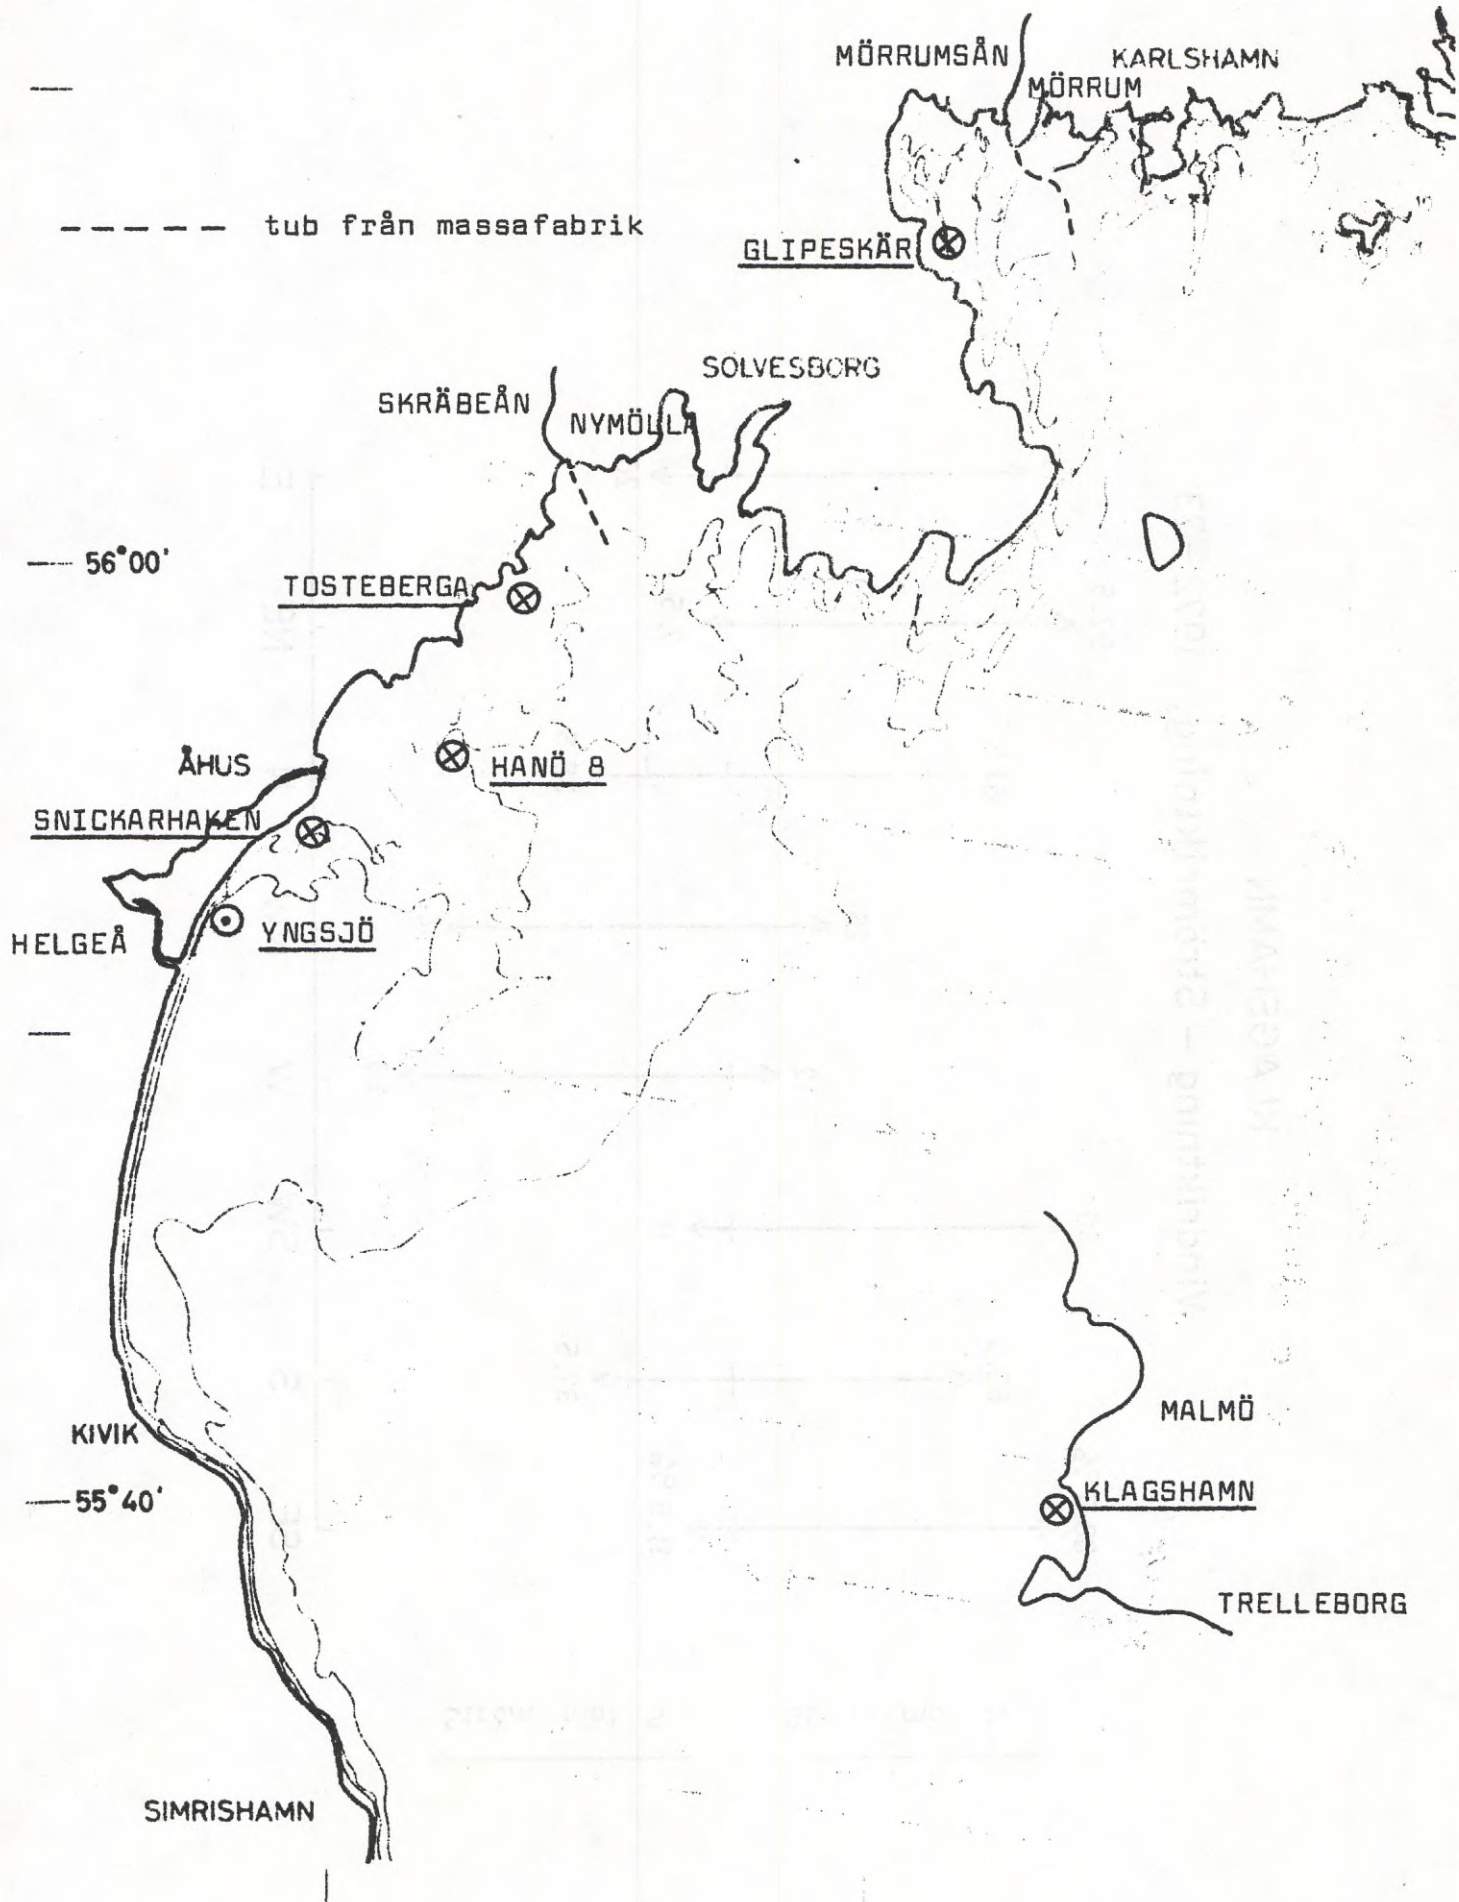 MÖRRUMSÅN
KARLSHAMN
MÖRRUM
tub från massafabrik
GLIPESKÄR
SOLVESBORG
SKRÄBEÅN
NYMÖLLA
56°00'
TOSTEBERGA
ÅHUS
HANÖ 8
SNICKARHAKEN
YNGSJÖ
HELGEÅ
MALMÖ
KIVIK
KLAGSHAMN
55°40'
TRELLEBORG
SIMRISHAMN